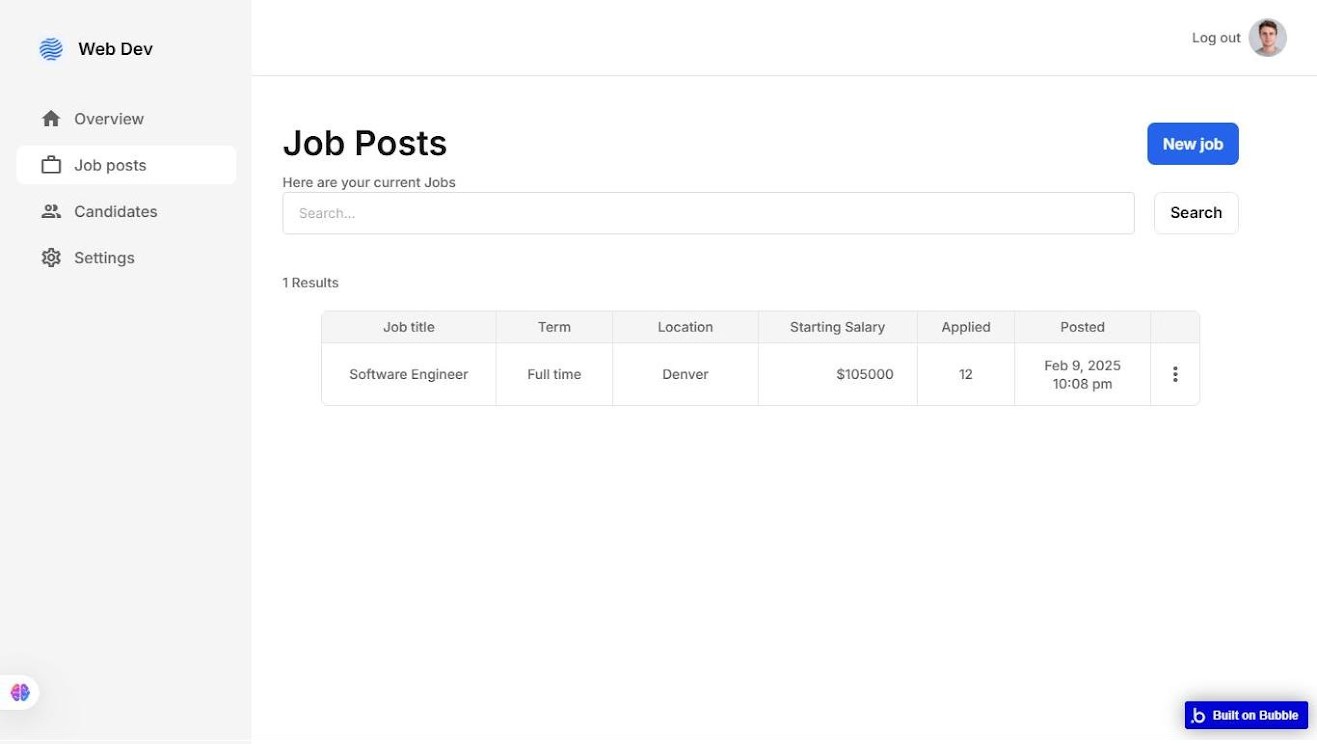 Web Dev
Log out
Overview
Job posts
Candidates
Settings
Job Posts
New job
Here are your current Jobs
Search...
Search
1 Results
Job title Term Location Starting Salary Applied Posted
Software Engineer Full time Denver $105000 12 Feb 9, 2025
10:08 pm
Built on Bubble